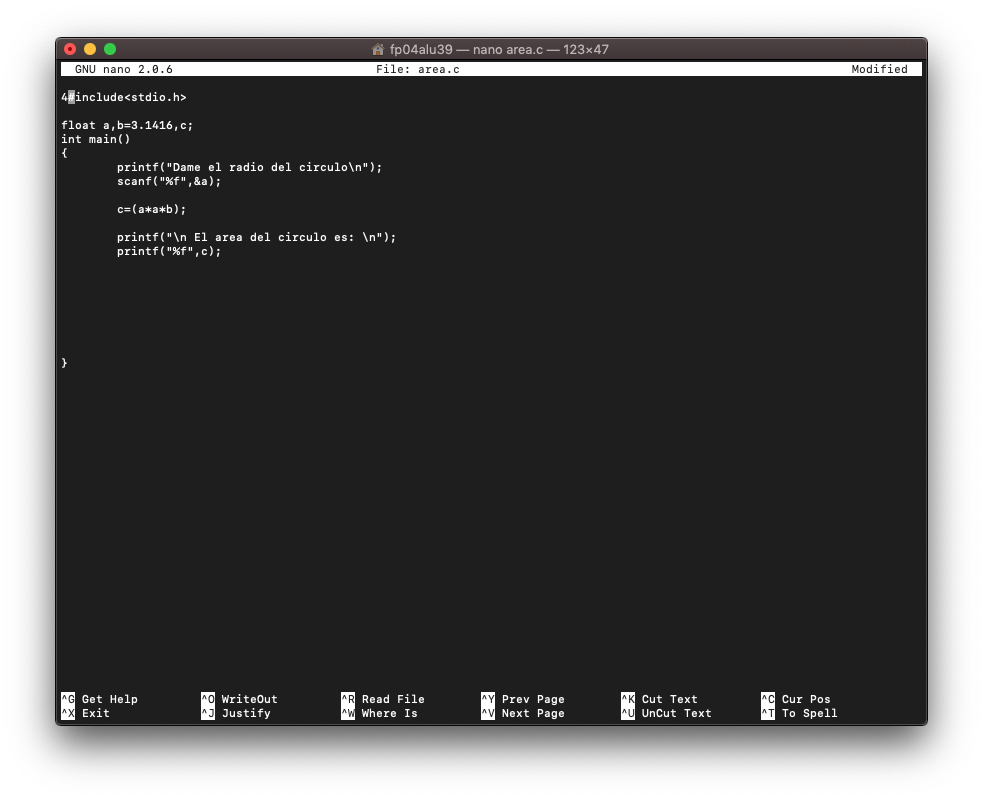 fp04alu39 — nano area.c — 123×47
GNU nano 2.0.6 File: area.c Modified
4#include<stdio.h>
float a,b=3.1416,c;
int main()
{
printf("Dame el radio del circulo\n");
scanf("%f",&a);
c=(a*a*b);
printf("\n El area del circulo es: \n");
printf("%f",c);
}
^G Get Help ^O WriteOut ^R Read File ^Y Prev Page ^K Cut Text ^C Cur Pos
^X Exit ^J Justify ^W Where Is ^V Next Page ^U UnCut Text ^T To Spell